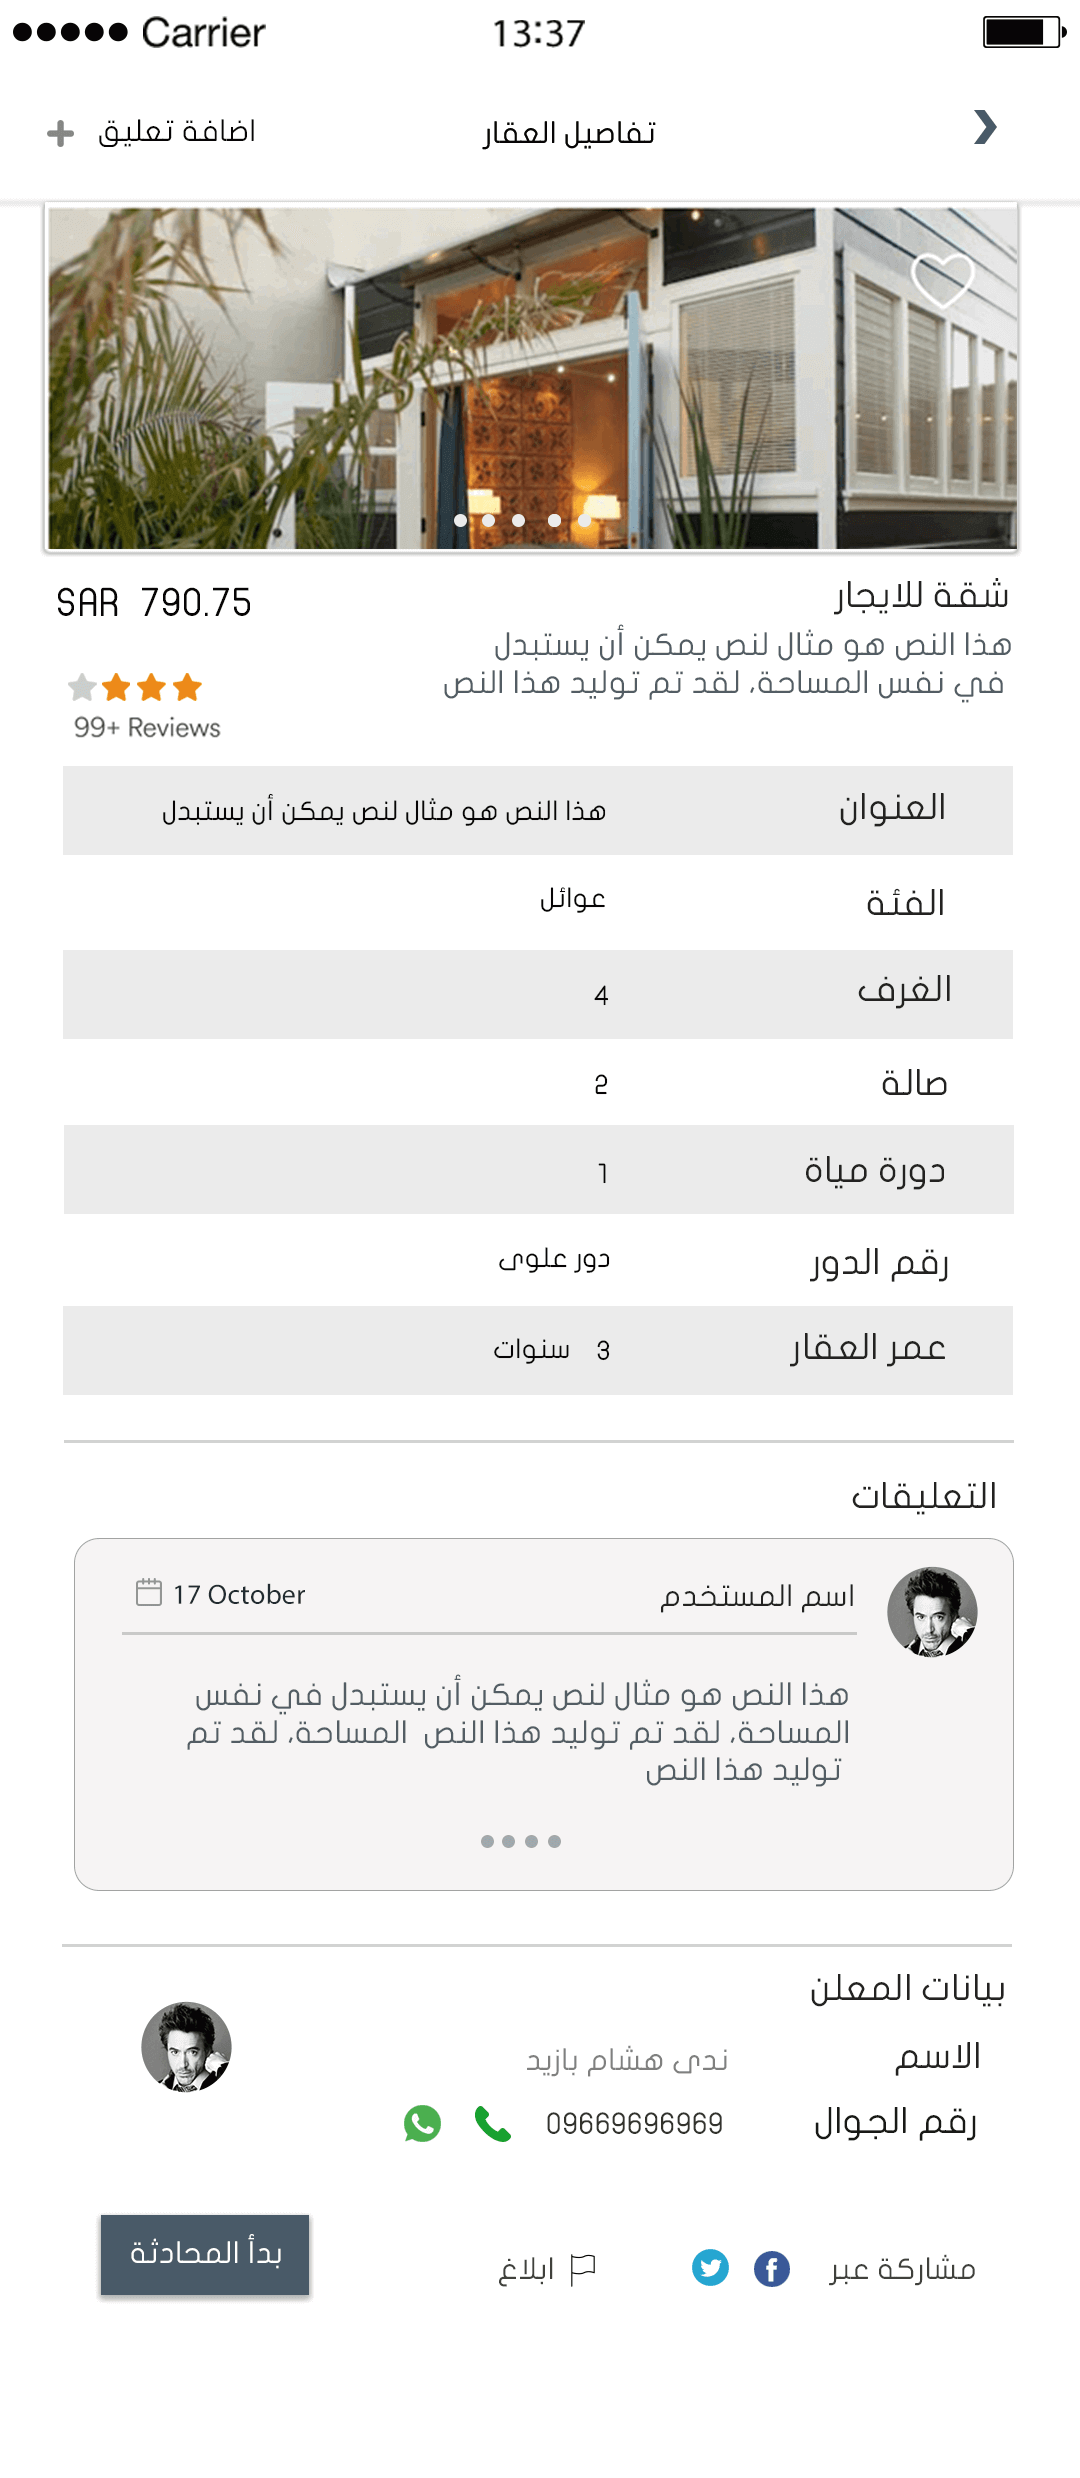 Carrier 13:37
تفاصيل العقار
اضافة تعليق
شقة للايجار
SAR 790.75
هذا النص هو مثال لنص يمكن أن يستبدل
في نفس المساحة، لقد تم توليد هذا النص
99+ Reviews
العنوان هذا النص هو مثال لنص يمكن أن يستبدل
الفئة عوائل
الغرف 4
صالة 2
دورة مياة 1
رقم الدور دور علوى
عمر العقار 3 سنوات
التعليقات
اسم المستخدم 17 October
هذا النص هو مثال لنص يمكن أن يستبدل في نفس
المساحة، لقد تم توليد هذا النص المساحة، لقد تم
توليد هذا النص
بيانات المعلن
الاسم ندى هشام بازيد
رقم الجوال 09669696969
مشاركة عبر
ابلاغ
بدأ المحادثة